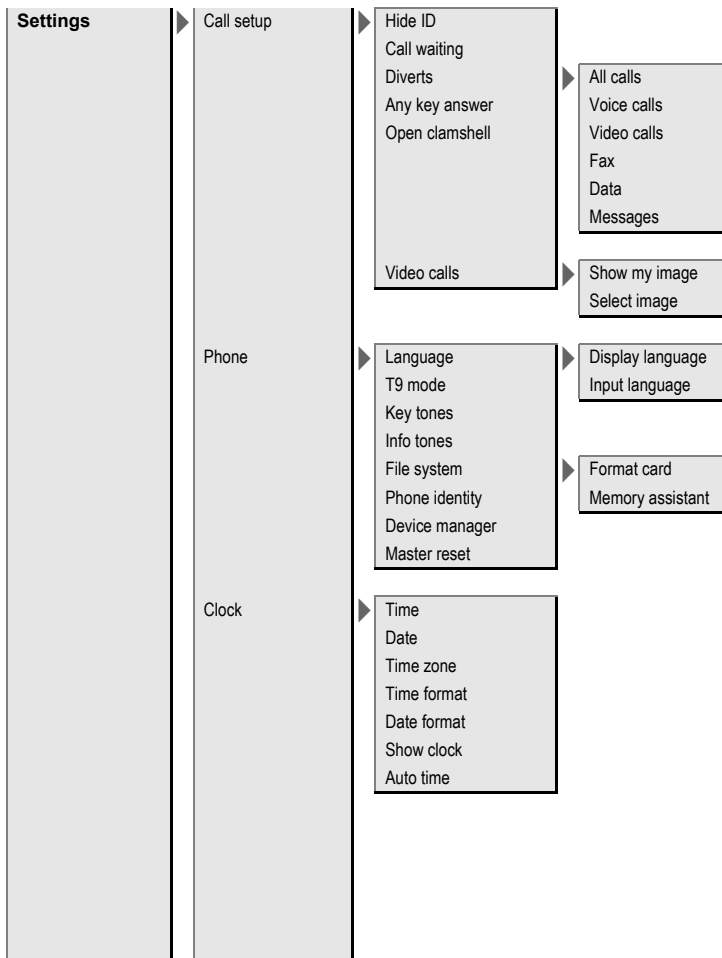 Settings
Call setup
Hide ID
Call waiting
Diverts
Any key answer
Open clamshell
Video calls
All calls
Voice calls
Video calls
Fax
Data
Messages
Show my image
Select image
Phone
Language
T9 mode
Key tones
Info tones
File system
Phone identity
Device manager
Master reset
Display language
Input language
Format card
Memory assistant
Clock
Time
Date
Time zone
Time format
Date format
Show clock
Auto time